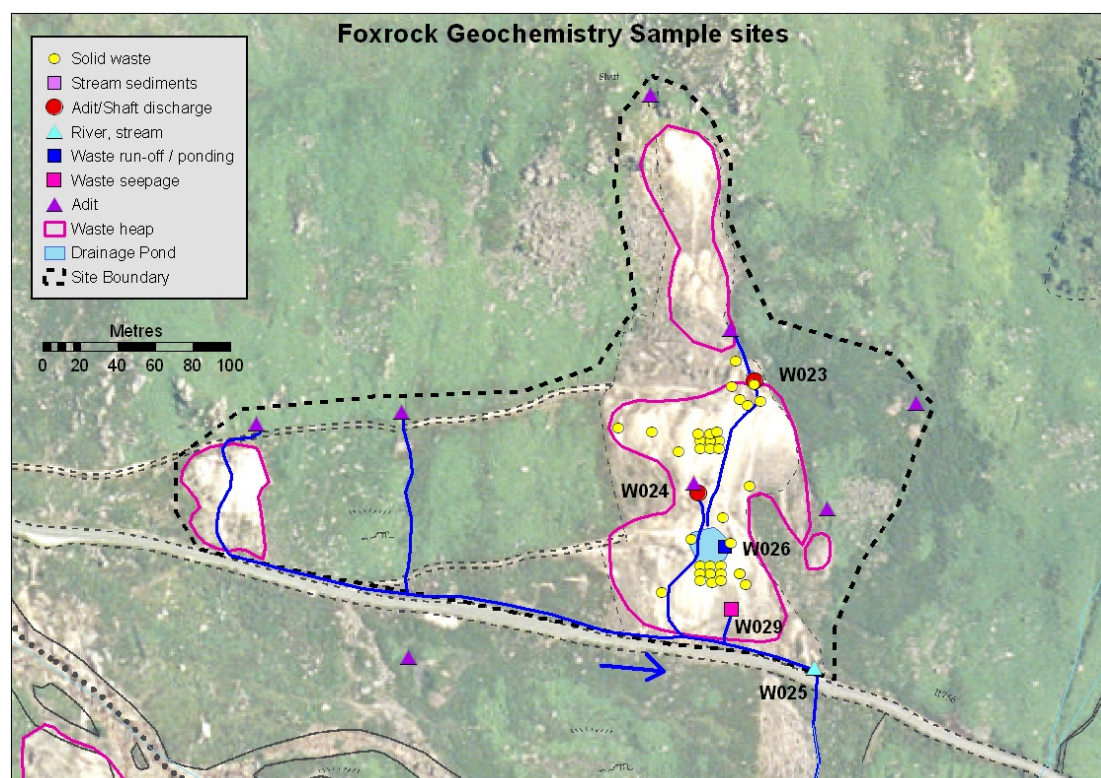 Foxrock Geochemistry Sample sites
Solid waste
Stream sediments
Adit/Shaft discharge
River, stream
Waste run-off / ponding
Waste seepage
Adit
Waste heap
Drainage Pond
Site Boundary
Metres
0 20 40 60 80 100
Shaft
W023
W024
W026
W029
W025
R756